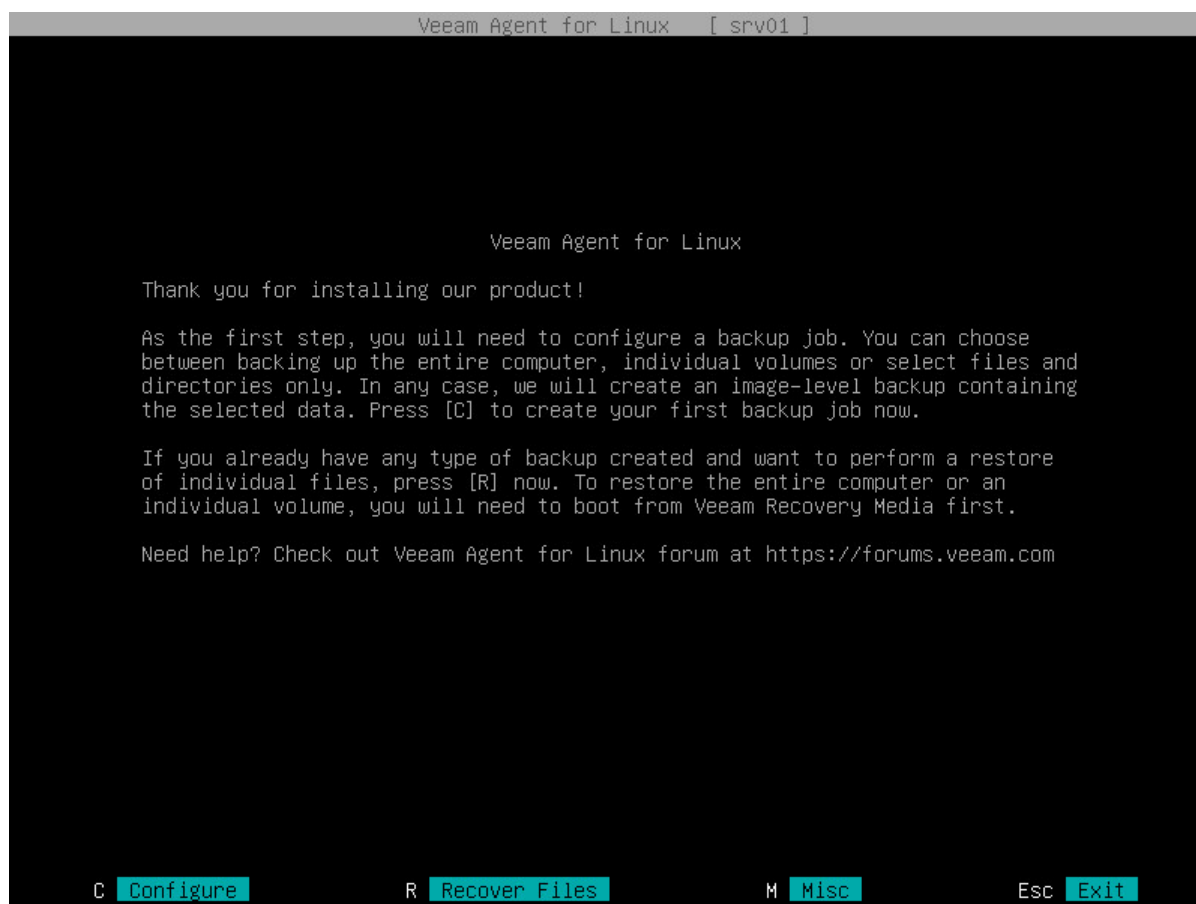 Veeam Agent for Linux [ srv01 ]
Veeam Agent for Linux
Thank you for installing our product!
As the first step, you will need to configure a backup job. You can choose
between backing up the entire computer, individual volumes or select files and
directories only. In any case, we will create an image-level backup containing
the selected data. Press [C] to create your first backup job now.
If you already have any type of backup created and want to perform a restore
of individual files, press [R] now. To restore the entire computer or an
individual volume, you will need to boot from Veeam Recovery Media first.
Need help? Check out Veeam Agent for Linux forum at https://forums.veeam.com
C Configure R Recover Files M Misc Esc Exit